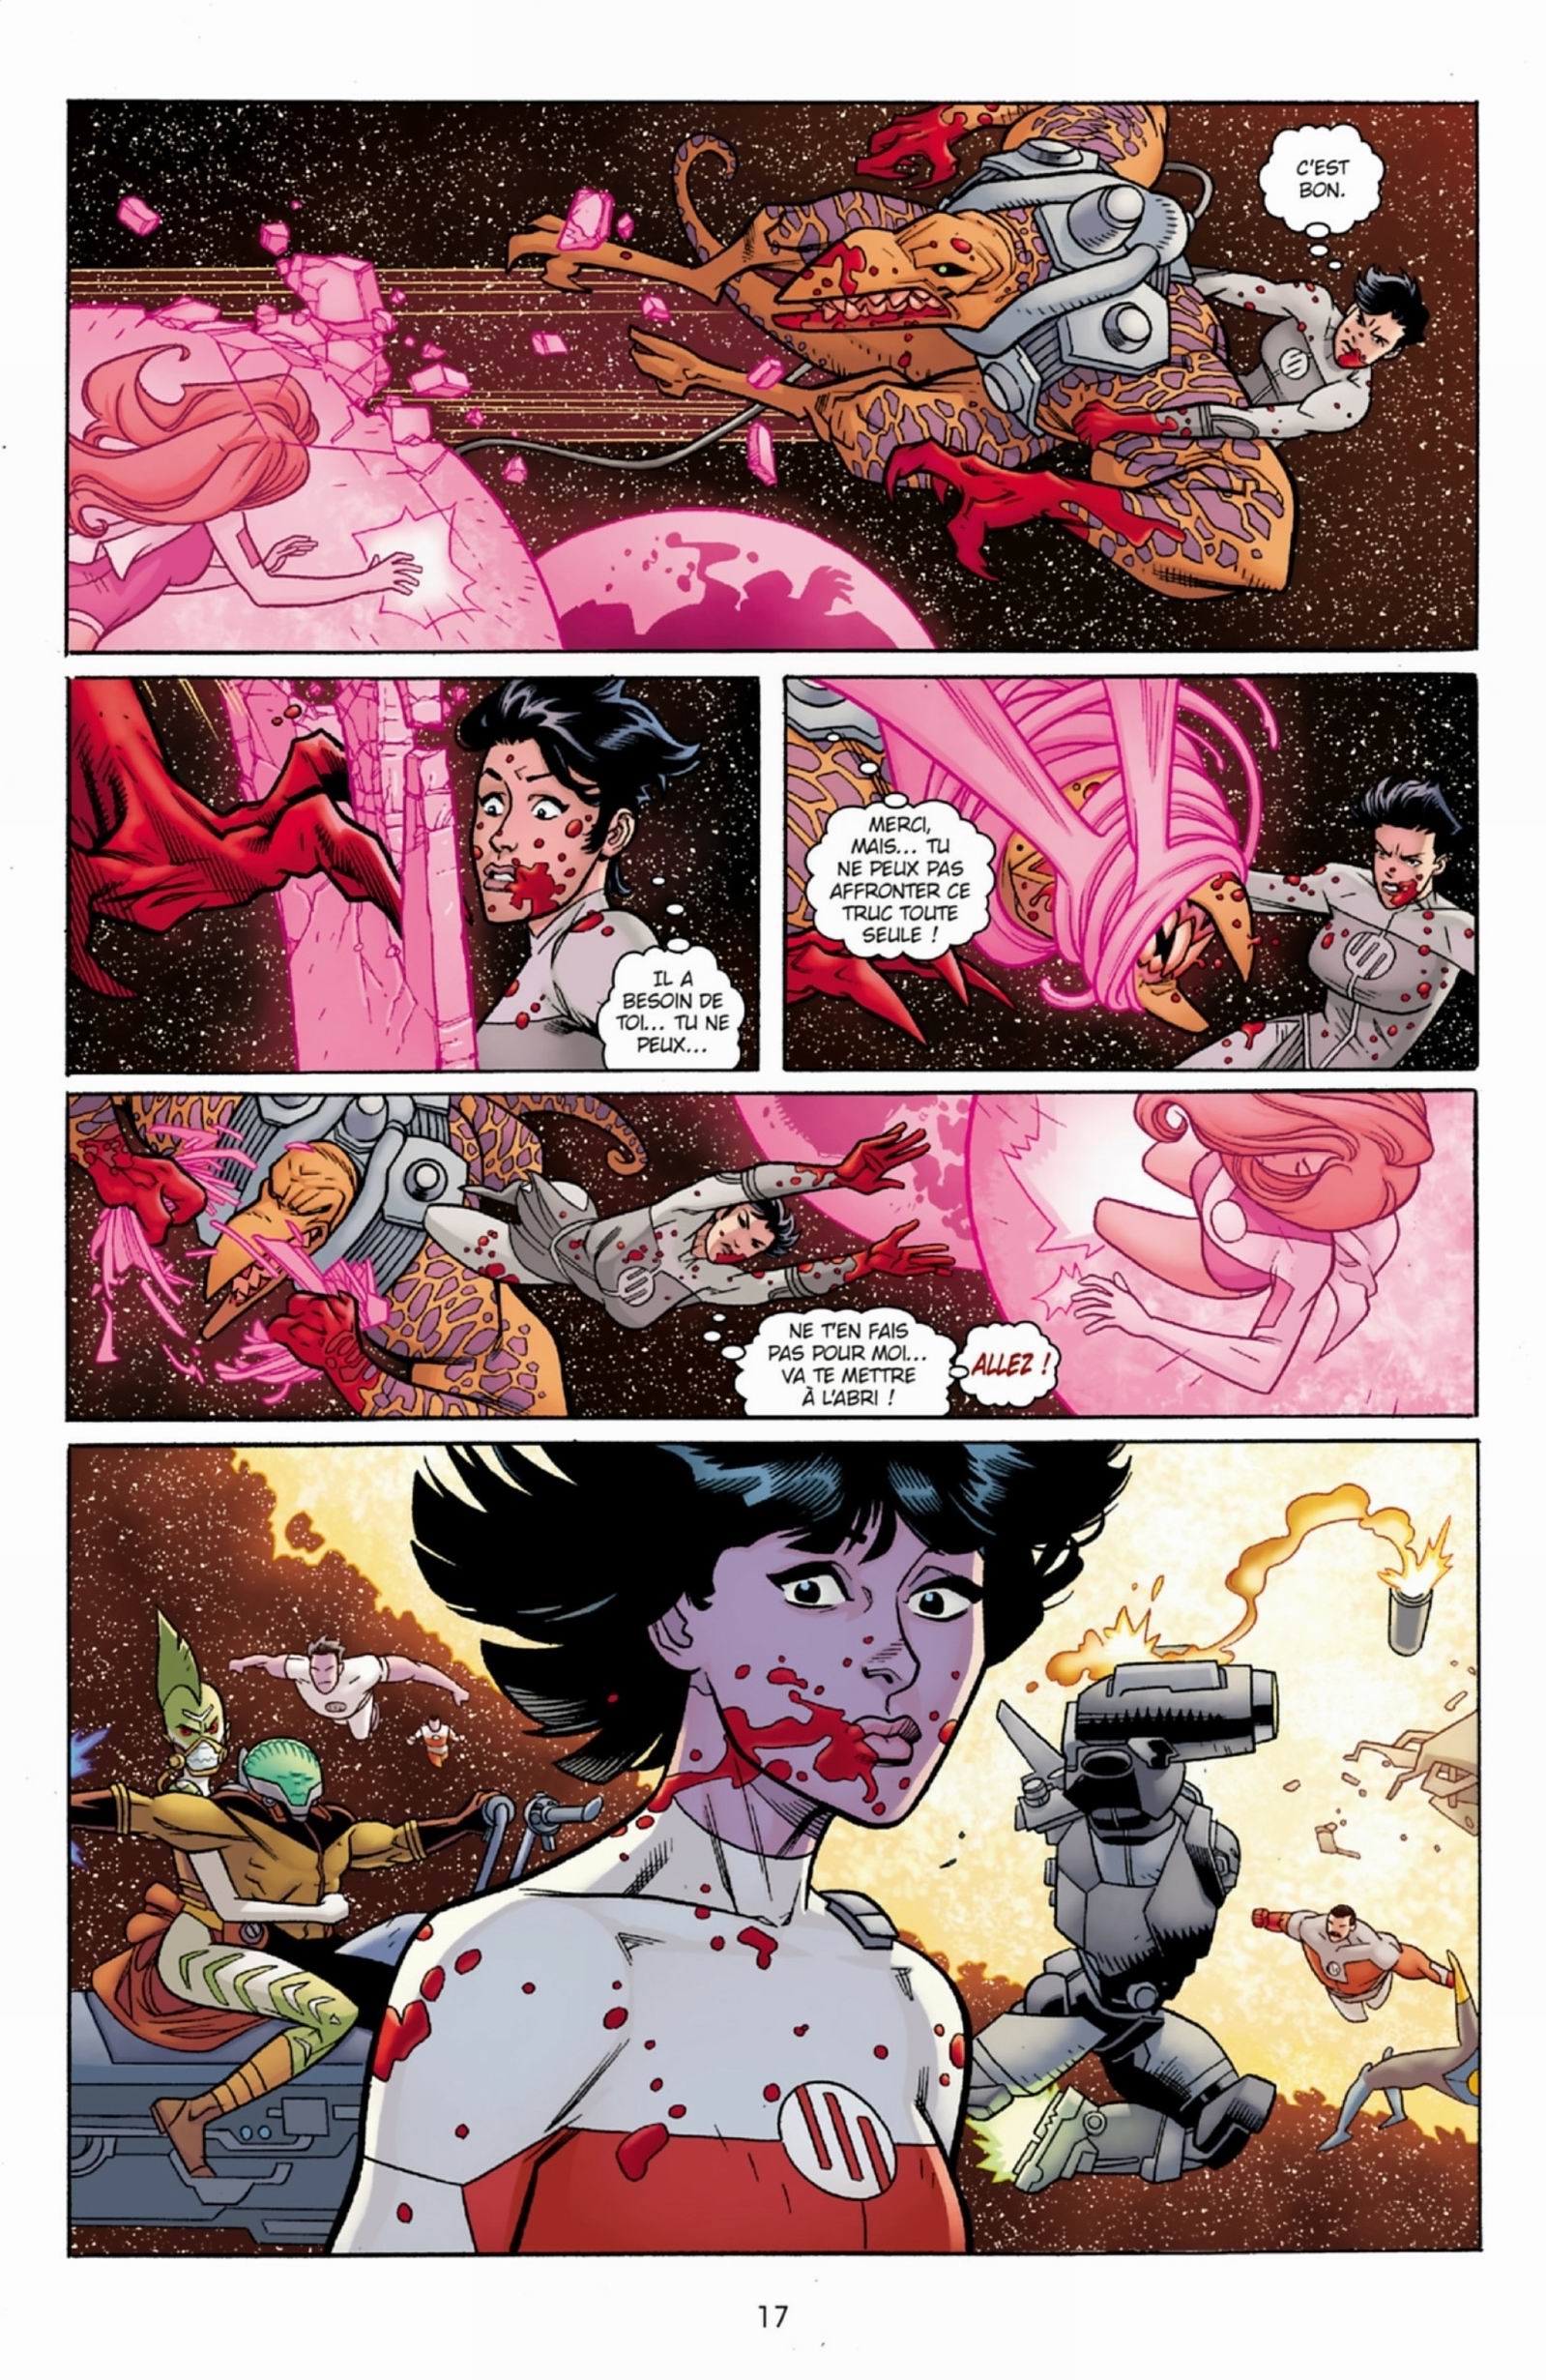 C'EST
BON.
IL A
BESOIN DE
TOI... TU NE
PEUX...
MERCI,
MAIS... TU
NE PEUX PAS
AFFRONTER CE
TRUC TOUTE
SEULE !
NE T'EN FAIS
PAS POUR MOI...
VA TE METTRE
À L'ABRI !
ALLEZ !
17